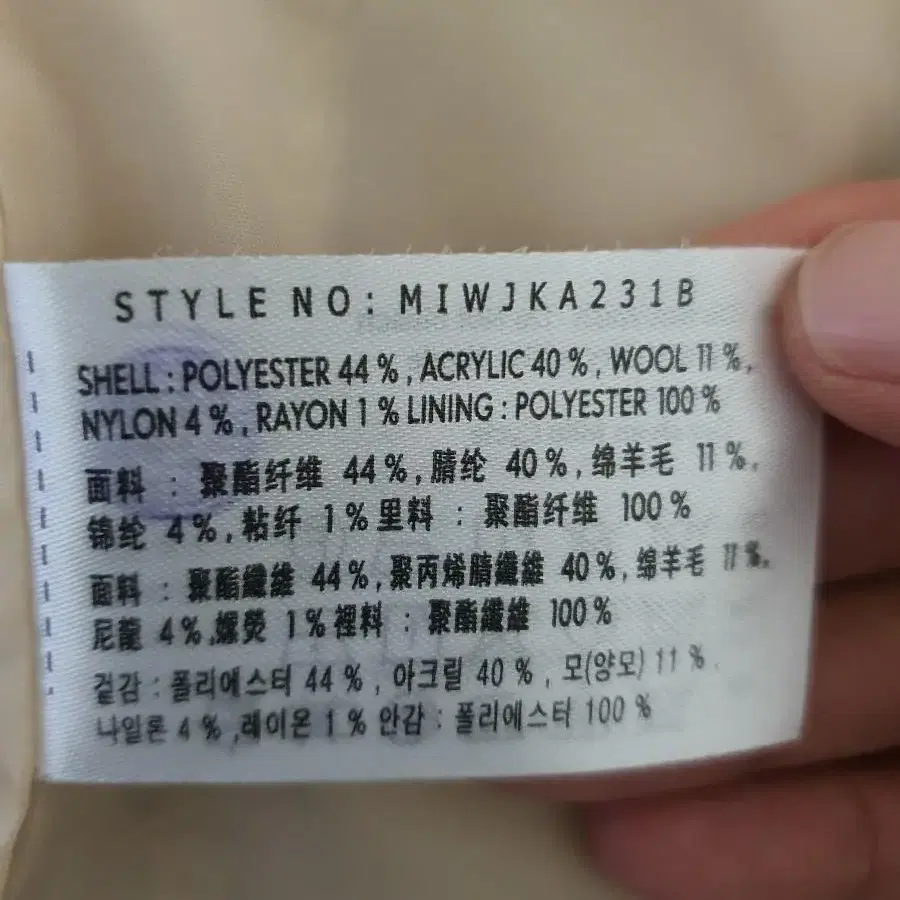 STYLE NO: MIWJKA231B
SHELL : POLYESTER 44 % , ACRYLIC 40 % , WOOL 11 % ,
NYLON 4 % , RAYON 1 % LINING : POLYESTER 100 %
面料 : 聚酯纤维 44 % , 腈纶 40 % , 绵羊毛 11 % ,
锦纶 4 % , 粘纤 1 % 里料 : 聚酯纤维 100 %
面料 : 聚酯纖維 44 % , 聚丙烯腈纖維 40 % , 绵羊毛 11 % ,
尼龍 4 % , 嫘熒 1 % 裡料 : 聚酯纖維 100 %
겉감 : 폴리에스터 44 % , 아크릴 40 % , 모(양모) 11 % ,
나일론 4 % ,레이온 1 % 안감 : 폴리에스터 100 %